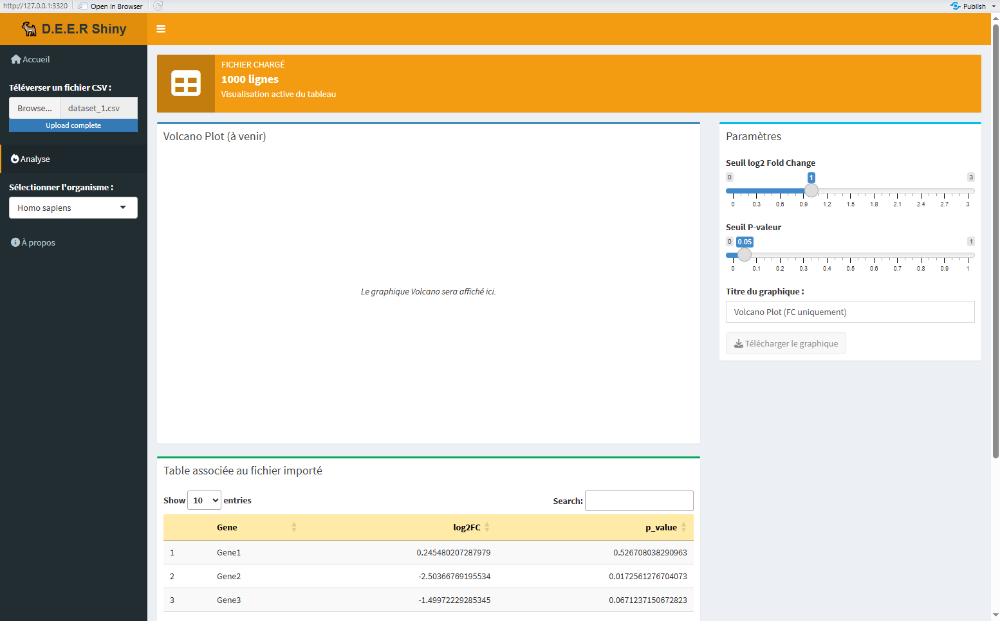 http://127.0.0.1:3320 Open in Browser Publish
D.E.E.R Shiny
Accueil
Téléverser un fichier CSV :
Browse... dataset_1.csv
Upload complete
Analyse
Sélectionner l'organisme :
Homo sapiens
À propos
FICHIER CHARGÉ
1000 lignes
Visualisation active du tableau
Volcano Plot (à venir)
Le graphique Volcano sera affiché ici.
Paramètres
Seuil log2 Fold Change
0 1 3
0 0.3 0.6 0.9 1.2 1.5 1.8 2.1 2.4 2.7 3
Seuil P-valeur
0 0.05 1
0 0.1 0.2 0.3 0.4 0.5 0.6 0.7 0.8 0.9 1
Titre du graphique :
Volcano Plot (FC uniquement)
Télécharger le graphique
Table associée au fichier importé
Show 10 entries Search:
Gene log2FC p_value
1 Gene1 0.245480207287979 0.526708038290963
2 Gene2 -2.50366769195534 0.0172561276704073
3 Gene3 -1.49972229285345 0.0671237150672823